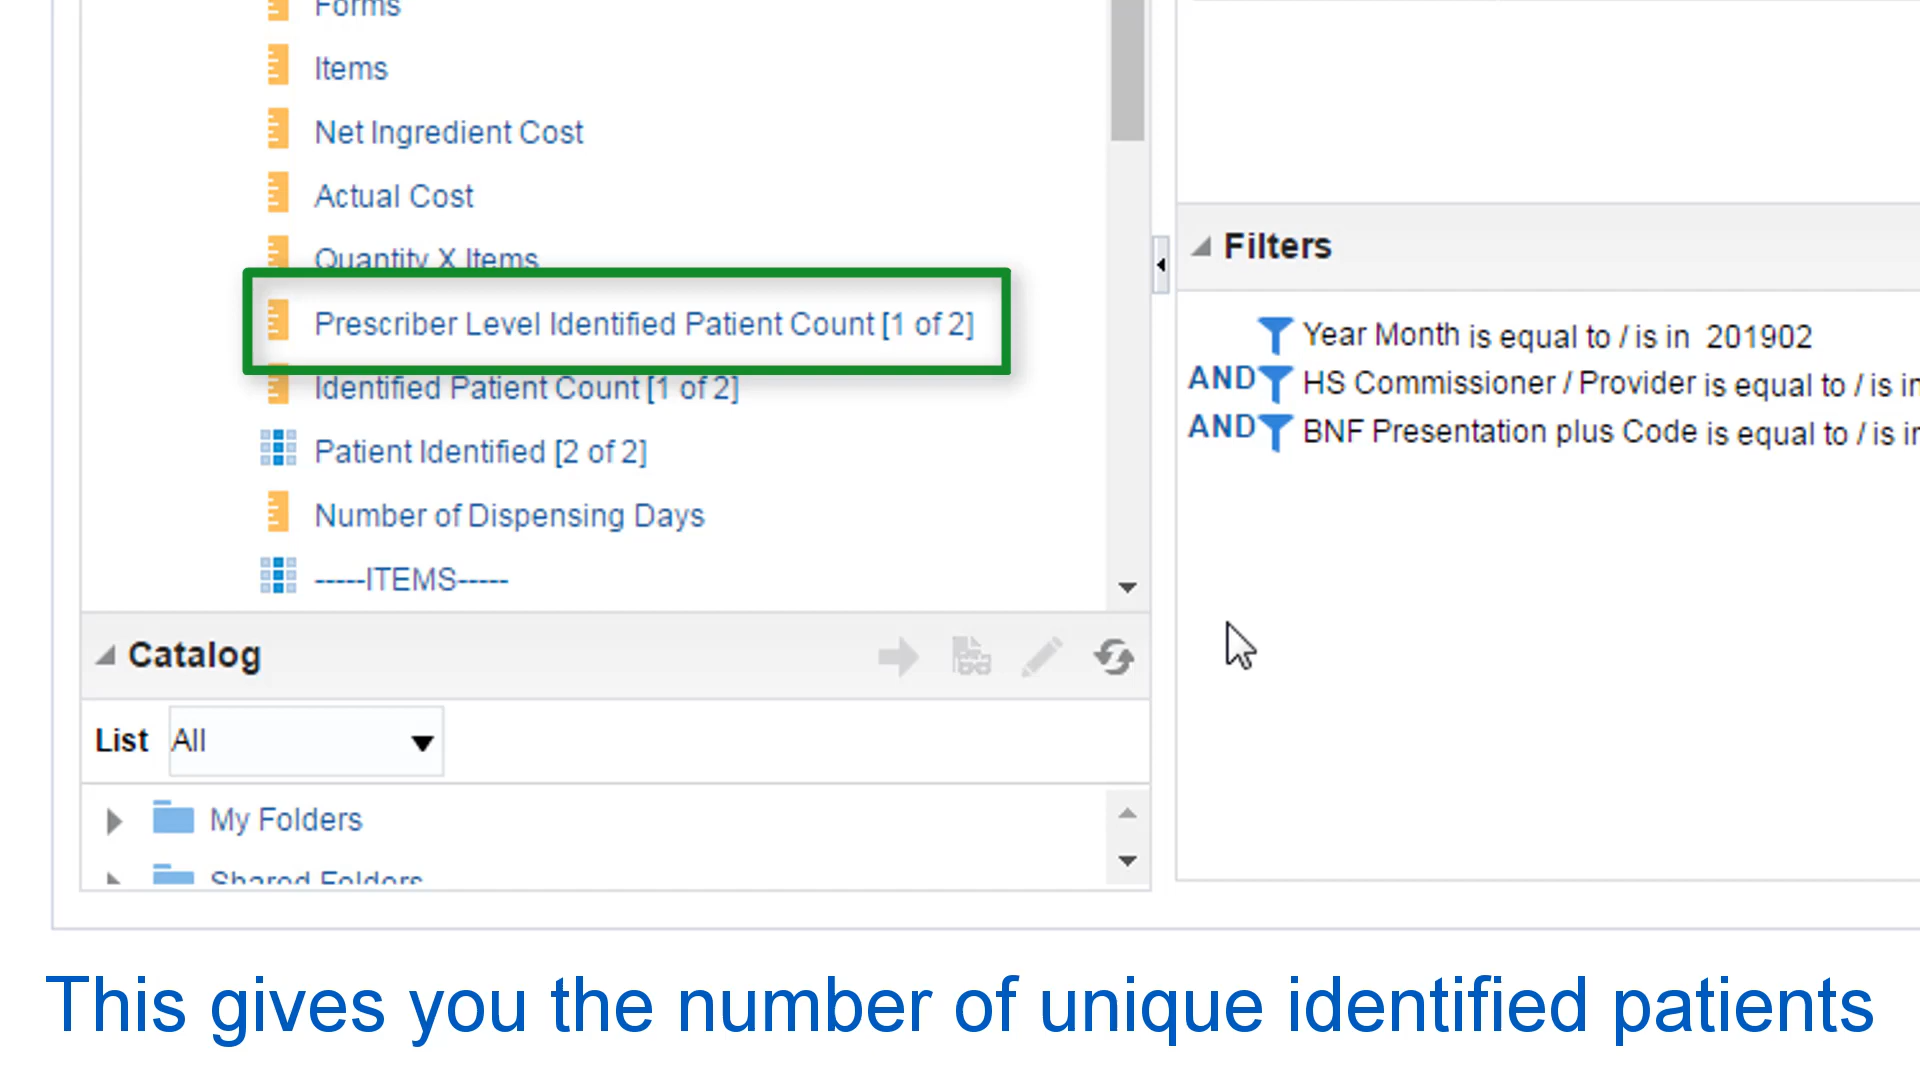 Forms
Items
Net Ingredient Cost
Actual Cost
Quantity X Items
Prescriber Level Identified Patient Count [1 of 2]
Identified Patient Count [1 of 2]
Patient Identified [2 of 2]
Number of Dispensing Days
-----ITEMS-----
Catalog
List All
My Folders
Shared Folders
Filters
Year Month is equal to / is in 201902
AND HS Commissioner / Provider is equal to / is in
AND BNF Presentation plus Code is equal to / is in
This gives you the number of unique identified patients